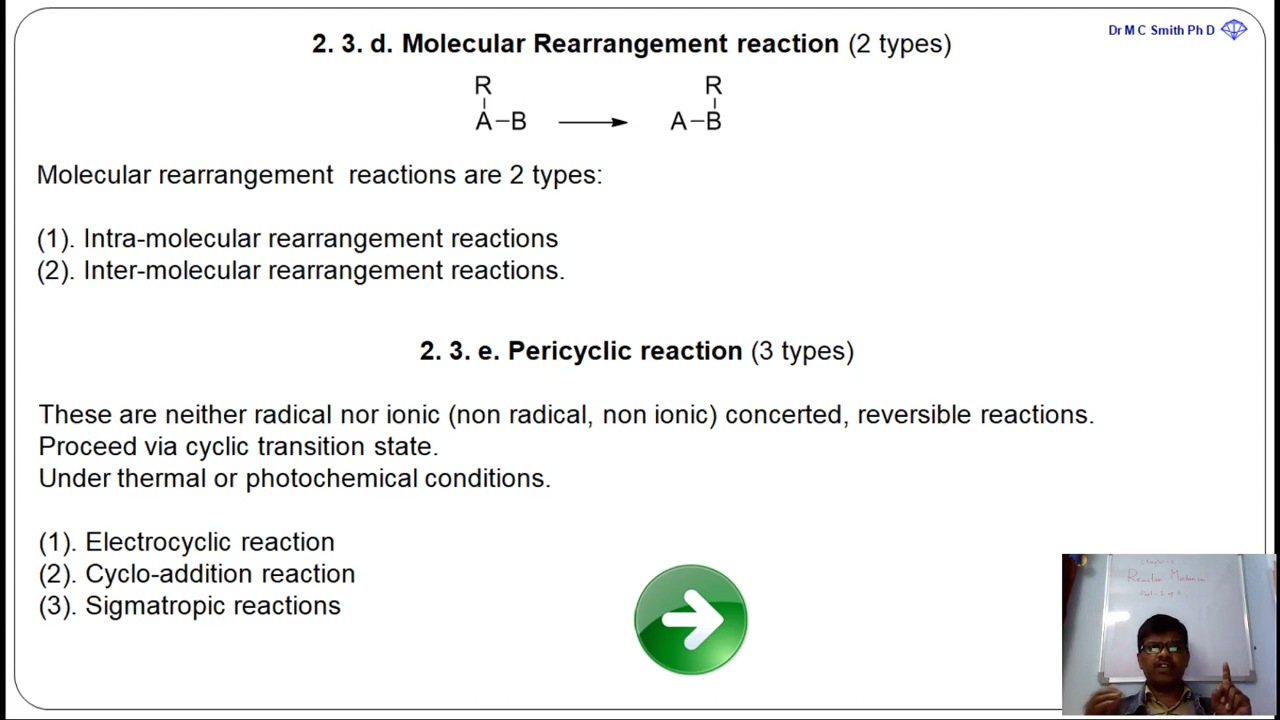 2. 3. d. Molecular Rearrangement reaction (2 types)
Dr M C Smith Ph D
R R
A–B A–B
Molecular rearrangement reactions are 2 types:
(1). Intra-molecular rearrangement reactions
(2). Inter-molecular rearrangement reactions.
2. 3. e. Pericyclic reaction (3 types)
These are neither radical nor ionic (non radical, non ionic) concerted, reversible reactions.
Proceed via cyclic transition state.
Under thermal or photochemical conditions.
(1). Electrocyclic reaction
(2). Cyclo-addition reaction
(3). Sigmatropic reactions
Reaction